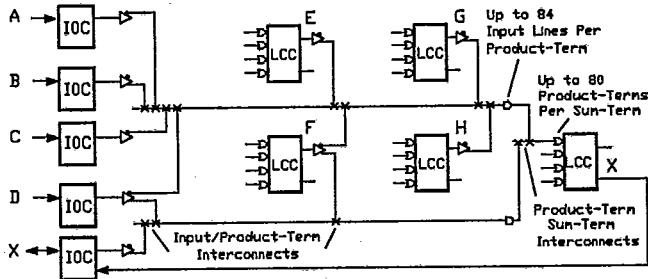 A
IOC
B
IOC
C
IOC
D
IOC
X
IOC
E
LCC
F
LCC
G
LCC
H
LCC
Up to 84
Input Lines Per
Product-Term
Up to 80
Product-Terms
Per Sum-Term
LCC
X
Input/Product-Term
Interconnects
Product-Term
Sum-Term
Interconnects